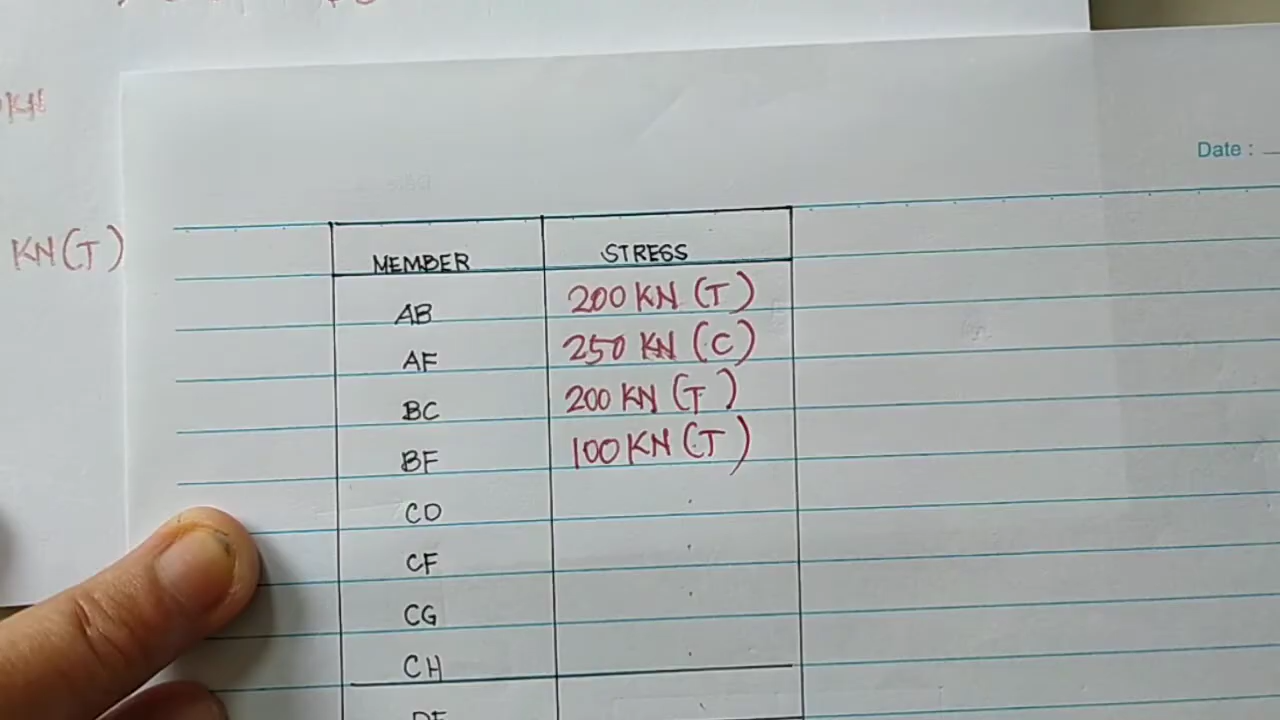 KN(T)
Date :
MEMBER STRESS
AB 200 KN (T)
AF 250 KN (C)
BC 200 KN (T)
BF 100 KN (T)
CD
CF
CG
CH